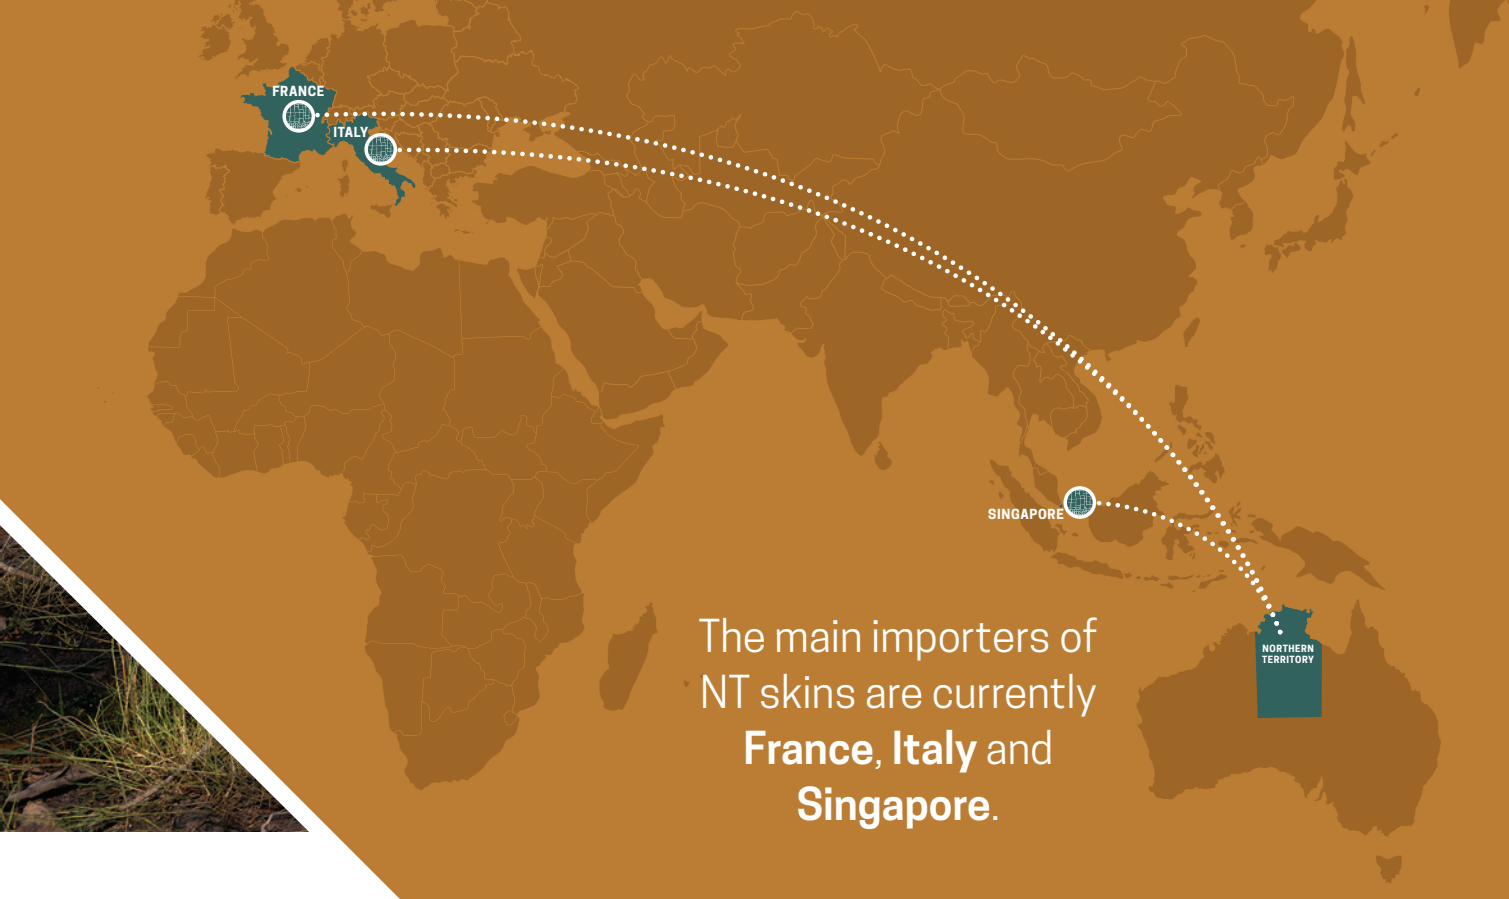 FRANCE
ITALY
SINGAPORE
The main importers of
NT skins are currently
France, Italy and
Singapore.
NORTHERN
TERRITORY